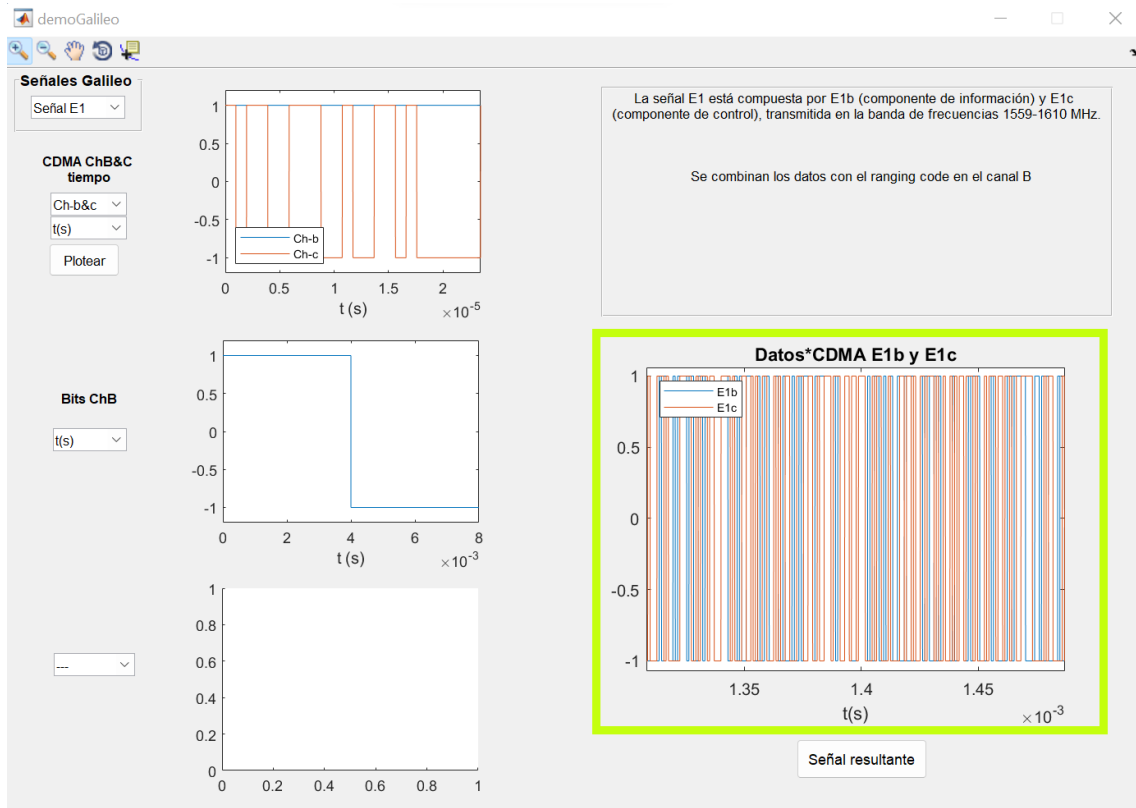 demoGalileo
Señales Galileo
Señal E1
CDMA ChB&C
tiempo
Ch-b&c
t(s)
Plotear
1
0.5
0
-0.5
-1
Ch-b
Ch-c
0 0.5 1 1.5 2
t (s)
×10-5
La señal E1 está compuesta por E1b (componente de información) y E1c
(componente de control), transmitida en la banda de frecuencias 1559-1610 MHz.
Se combinan los datos con el ranging code en el canal B
Bits ChB
t(s)
1
0.5
0
-0.5
-1
0 2 4 6 8
t (s)
×10-3
Datos*CDMA E1b y E1c
1
0.5
0
-0.5
-1
E1b
E1c
1.35 1.4 1.45
t(s)
×10-3
---
1
0.8
0.6
0.4
0.2
0
0 0.2 0.4 0.6 0.8 1
Señal resultante